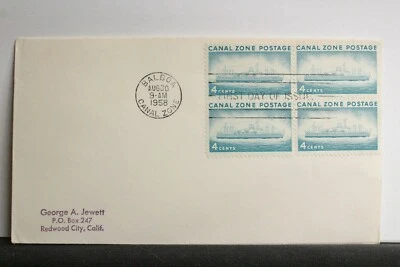 BALBOA
AUG 30
9-AM
1958
CANAL ZONE
CANAL ZONE POSTAGE
CANAL ZONE POSTAGE
4 CENTS
4 CENTS
FIRST DAY OF ISSUE
CANAL ZONE POSTAGE
CANAL ZONE POSTAGE
4 CENTS
4 CENTS
George A. Jewett
P.O. Box 247
Redwood City, Calif.